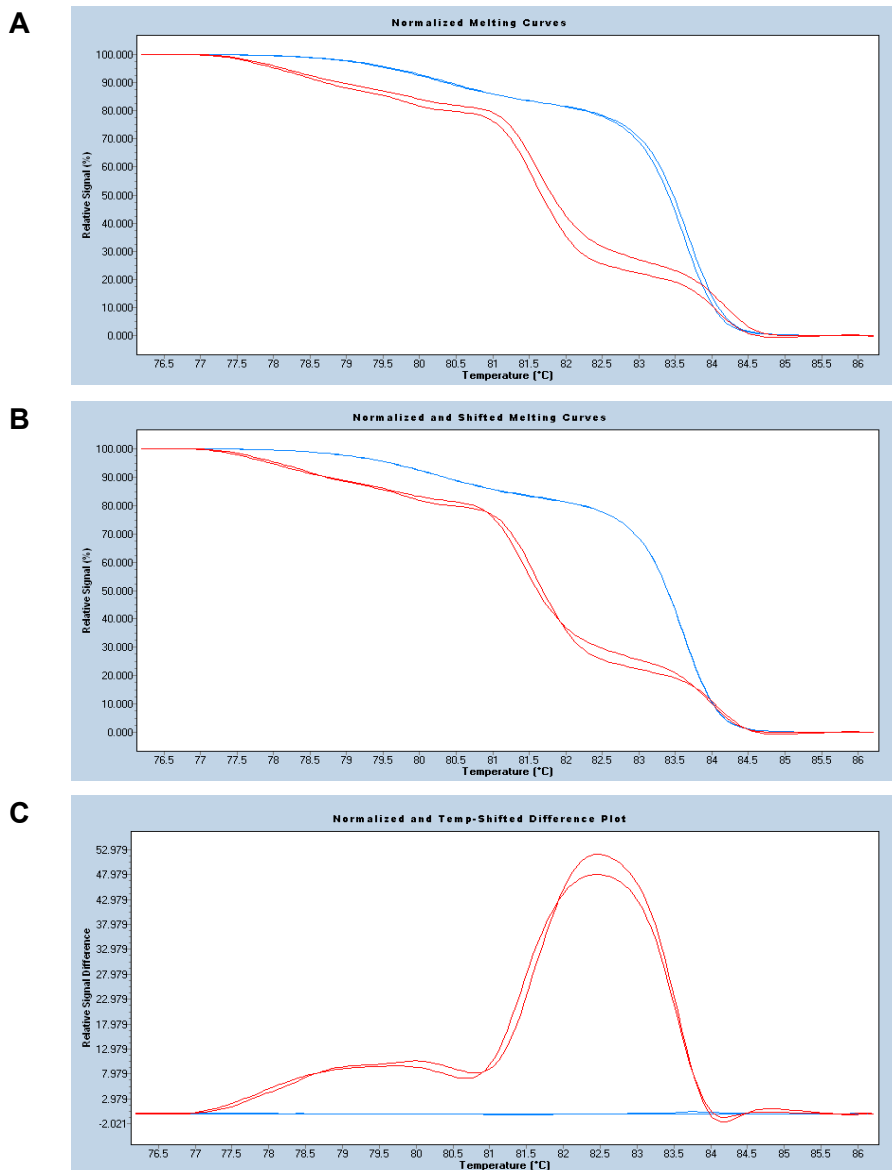 A
Normalized Melting Curves
Relative Signal (%)
100.000
90.000
80.000
70.000
60.000
50.000
40.000
30.000
20.000
10.000
0.000
76.5 77 77.5 78 78.5 79 79.5 80 80.5 81 81.5 82 82.5 83 83.5 84 84.5 85 85.5 86
Temperature (°C)
B
Normalized and Shifted Melting Curves
Relative Signal (%)
100.000
90.000
80.000
70.000
60.000
50.000
40.000
30.000
20.000
10.000
0.000
76.5 77 77.5 78 78.5 79 79.5 80 80.5 81 81.5 82 82.5 83 83.5 84 84.5 85 85.5 86
Temperature (°C)
C
Normalized and Temp-Shifted Difference Plot
Relative Signal Difference
52.979
47.979
42.979
37.979
32.979
27.979
22.979
17.979
12.979
7.979
2.979
-2.021
76.5 77 77.5 78 78.5 79 79.5 80 80.5 81 81.5 82 82.5 83 83.5 84 84.5 85 85.5 86
Temperature (°C)